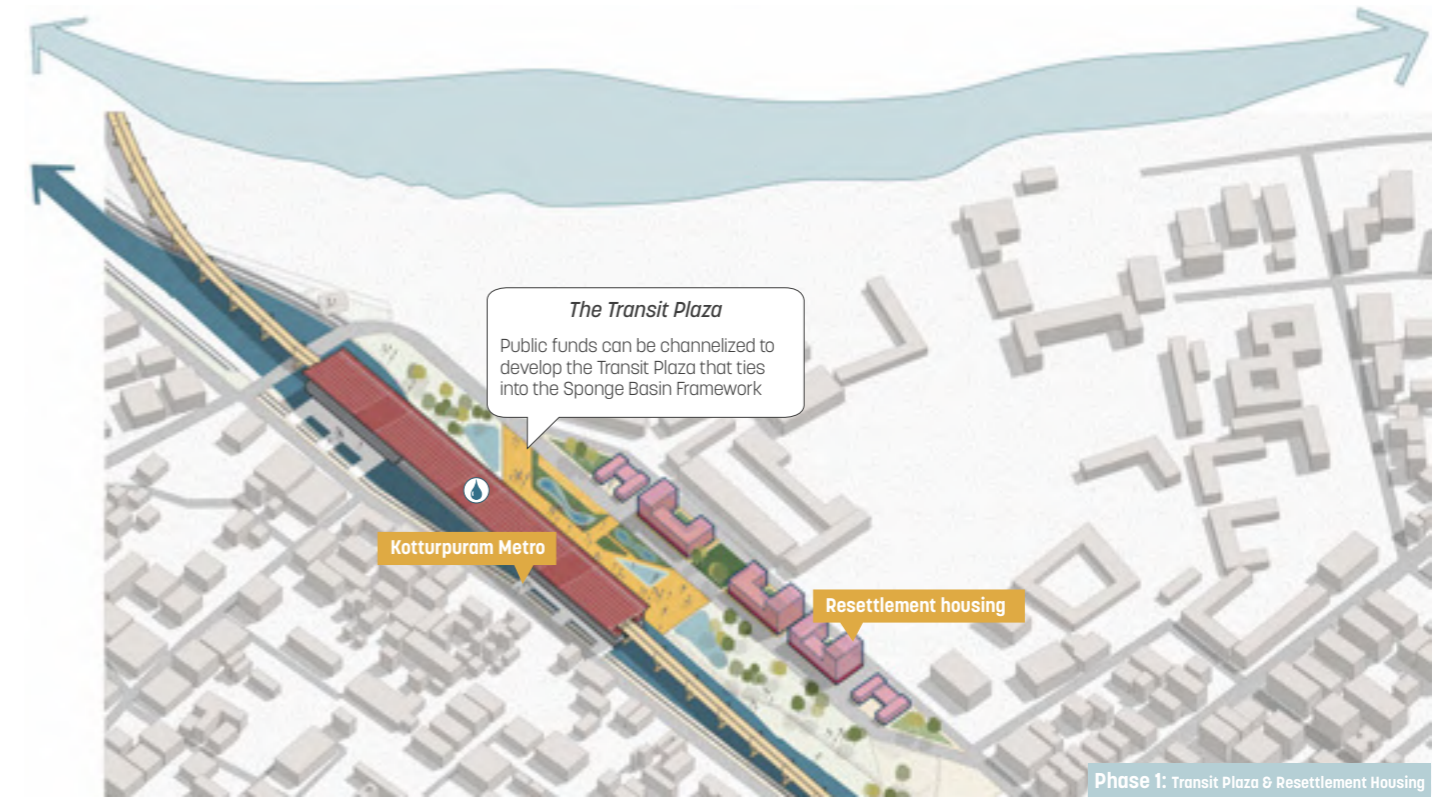 The Transit Plaza
Public funds can be channelized to
develop the Transit Plaza that ties
into the Sponge Basin Framework
Kotturpuram Metro
Resettlement housing
Phase 1: Transit Plaza & Resettlement Housing